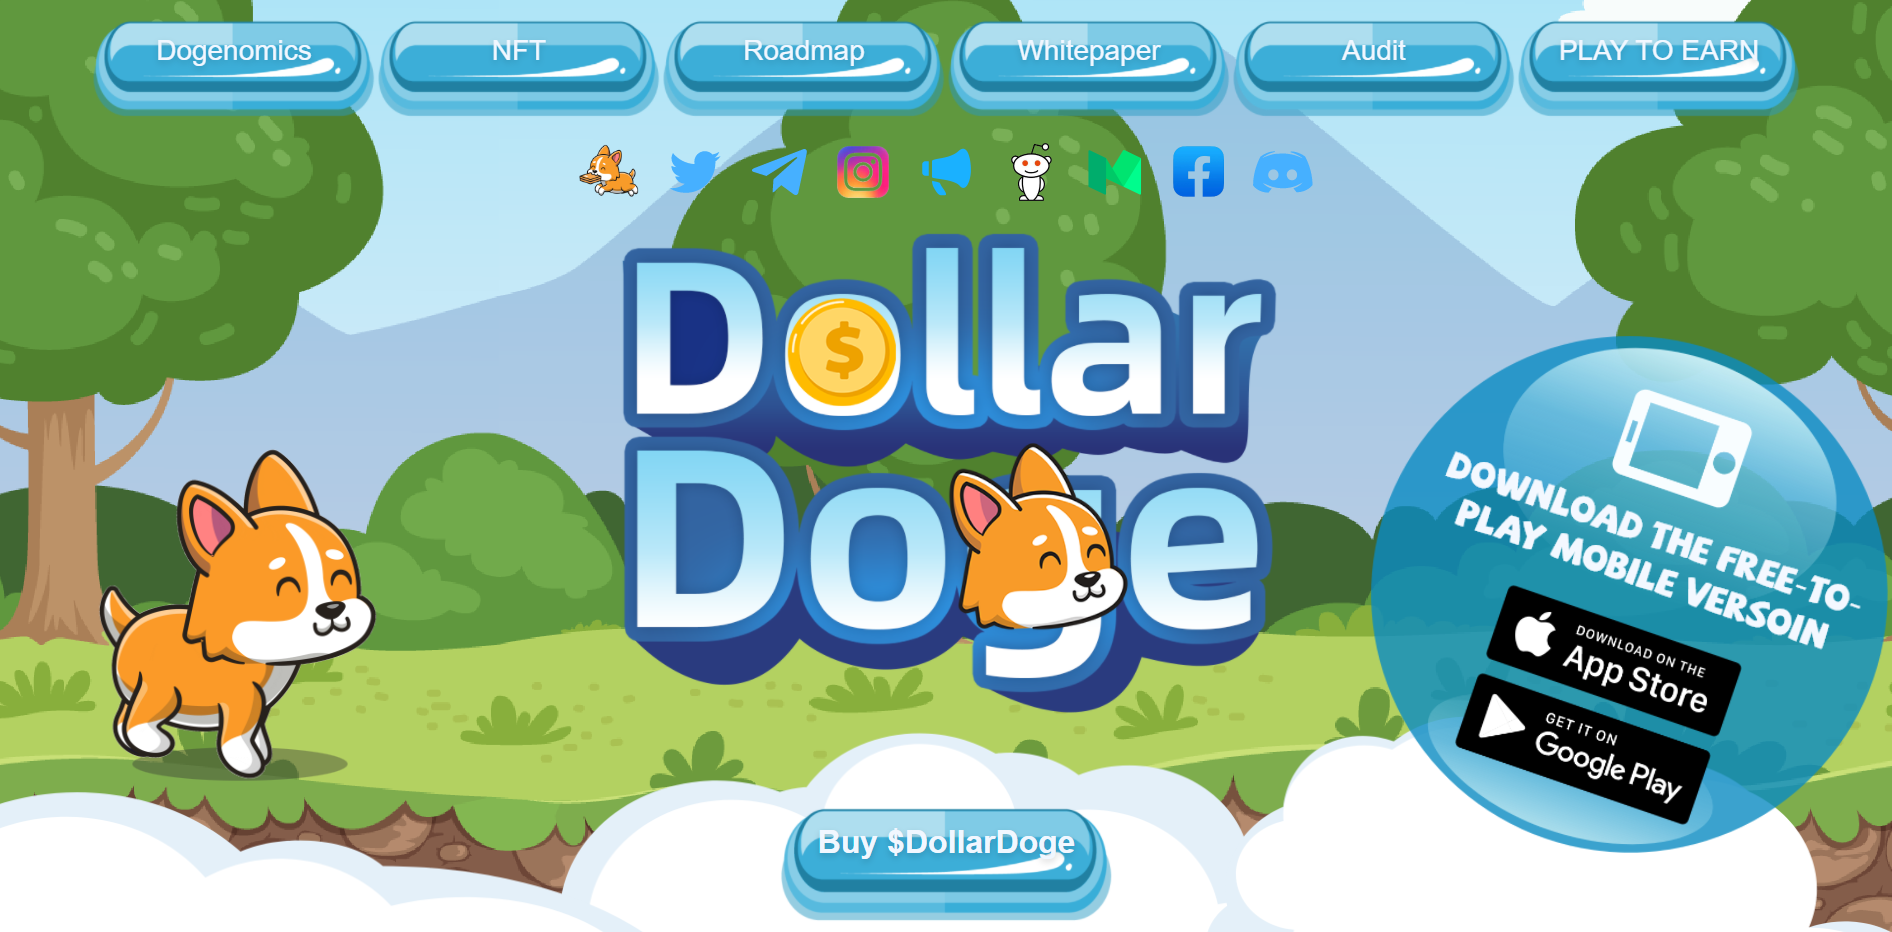 Dogenomics
NFT
Roadmap
Whitepaper
Audit
PLAY TO EARN
Dollar
Doge
DOWNLOAD THE FREE-TO-
PLAY MOBILE VERSOIN
DOWNLOAD ON THE
App Store
GET IT ON
Google Play
Buy $DollarDoge